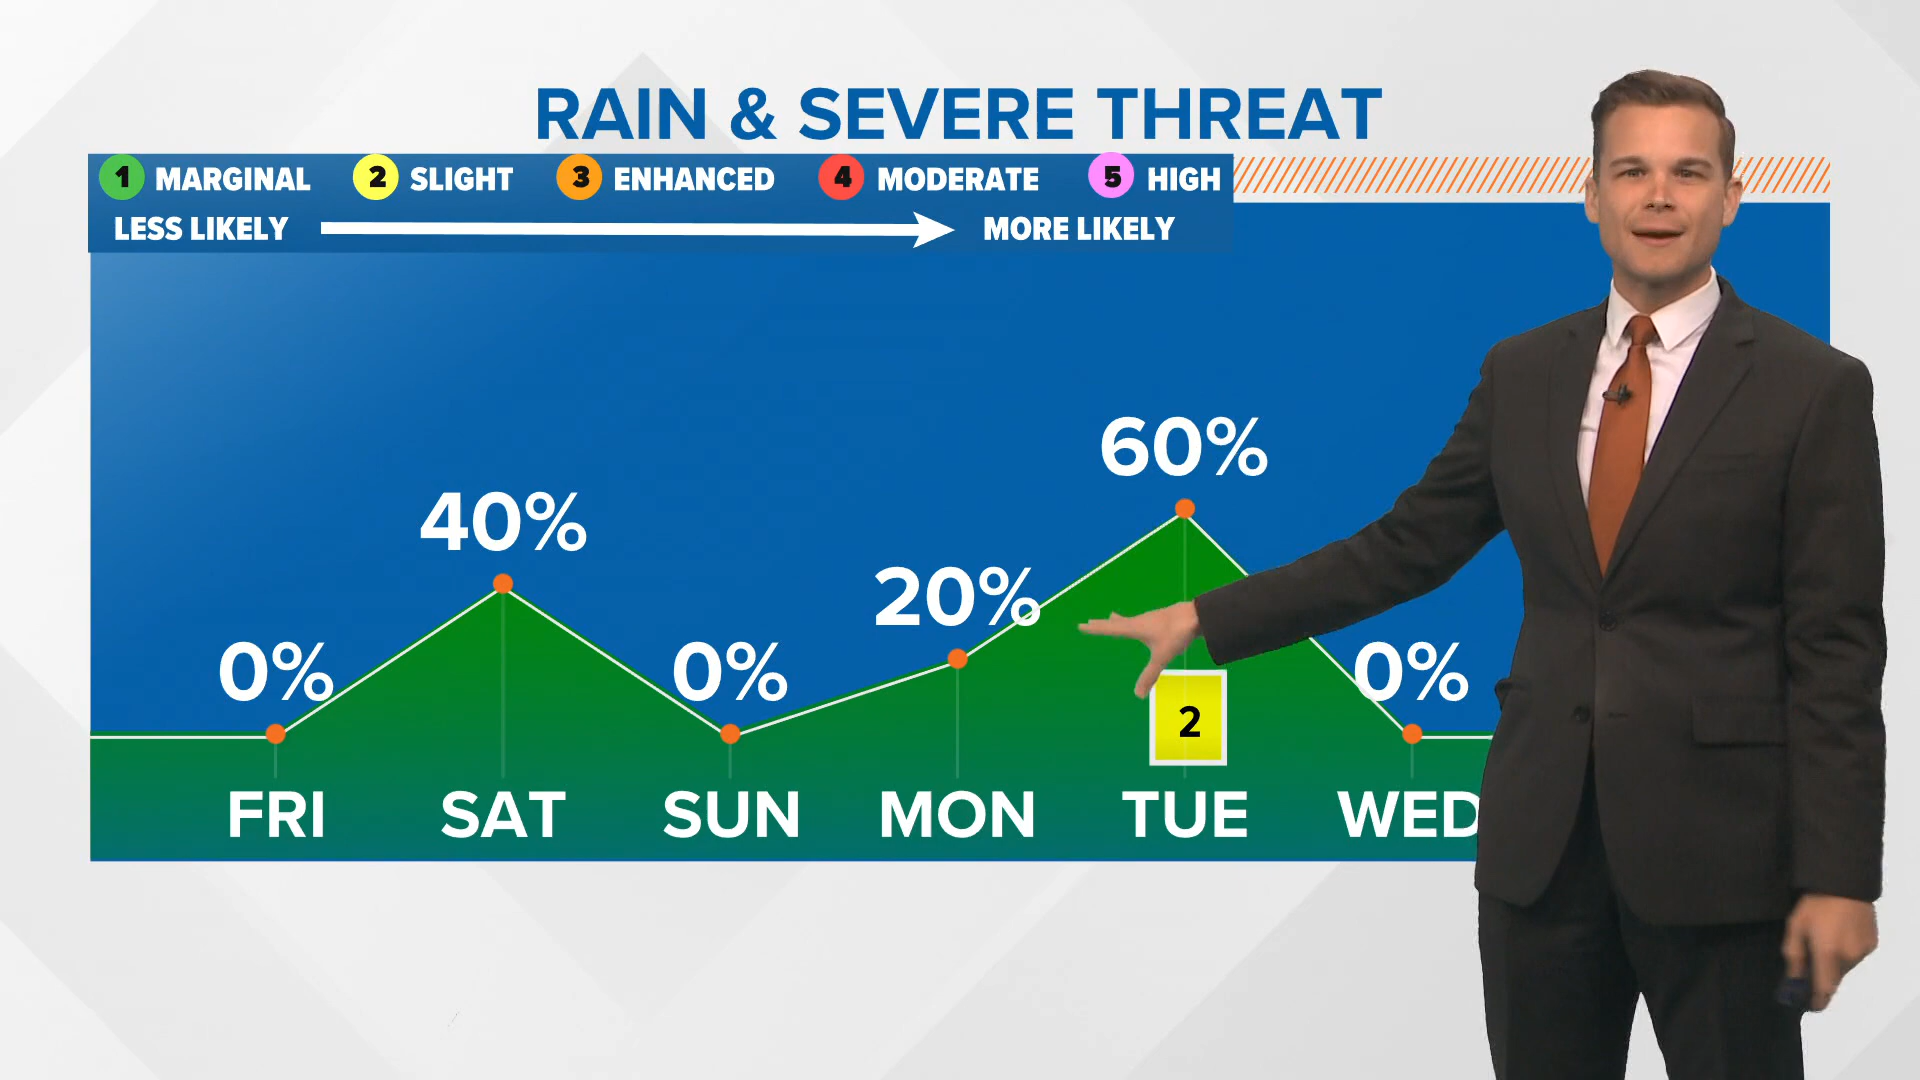 RAIN & SEVERE THREAT
1 MARGINAL 2 SLIGHT 3 ENHANCED 4 MODERATE 5 HIGH
LESS LIKELY MORE LIKELY
60%
40%
20%
0% 0% 0%
2
FRI SAT SUN MON TUE WED